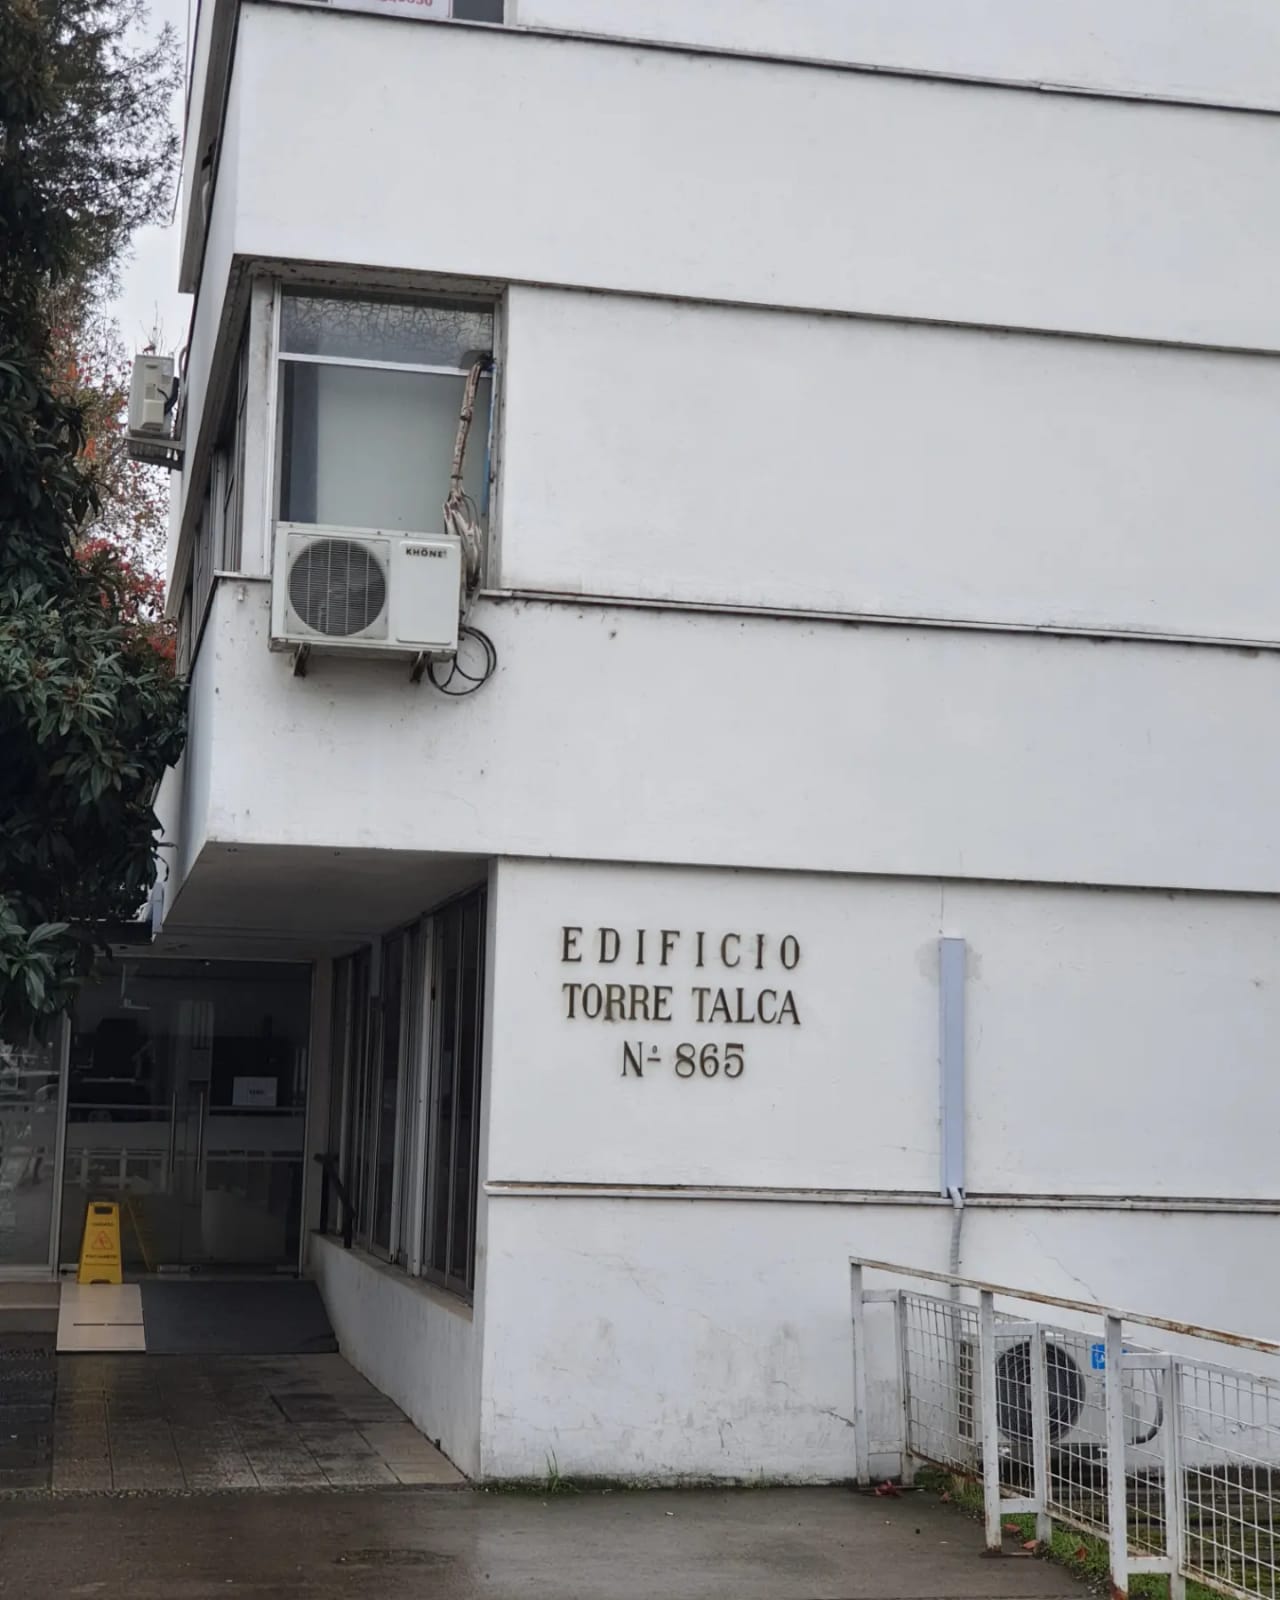 KHÖNE
EDIFICIO
TORRE TALCA
Nº 865